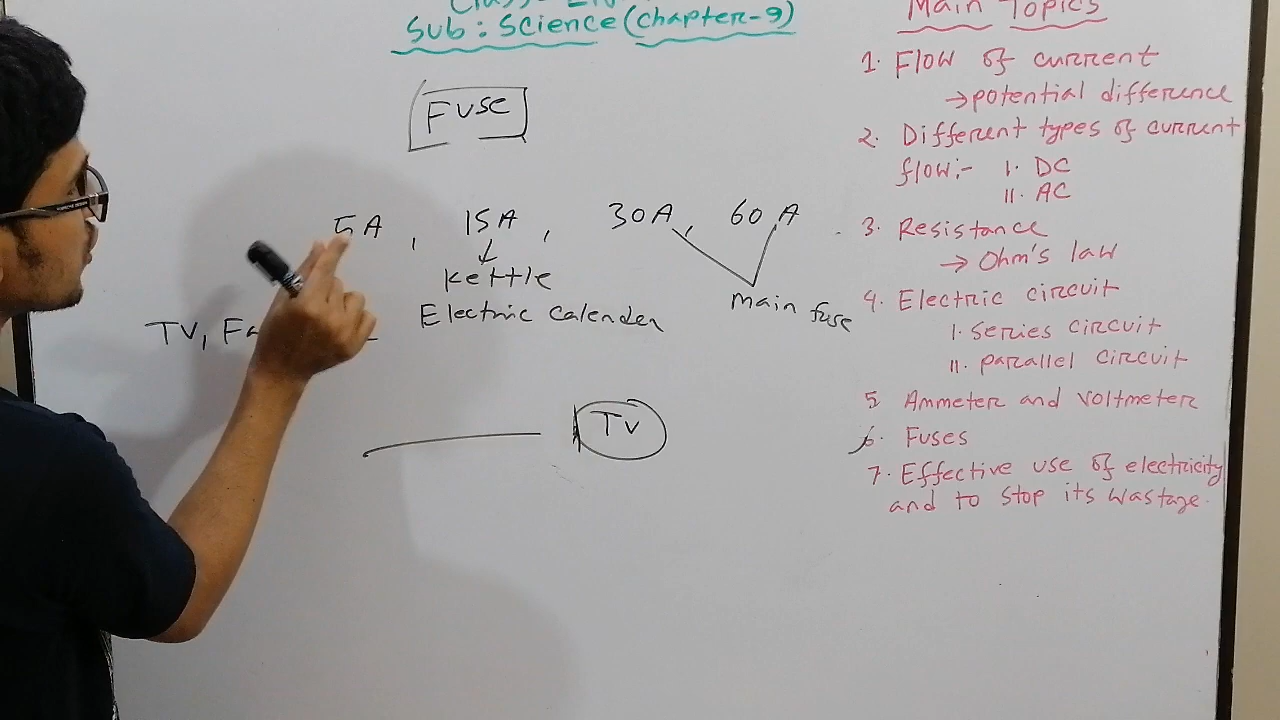 Sub: Science (chapter-9)
Fuse
5A, 15A, 30A, 60A
Kettle
Electric Calender
Main fuse
TV,
TV
Main Topics
1. Flow of current
→ potential difference
2. Different types of current
flow:- I. DC
II. AC
3. Resistance
→ Ohm's law
4. Electric circuit
I. series circuit
II. parallel circuit
5 Ammeter and voltmeter
6. Fuses
7. Effective use of electricity
and to stop its wastage.